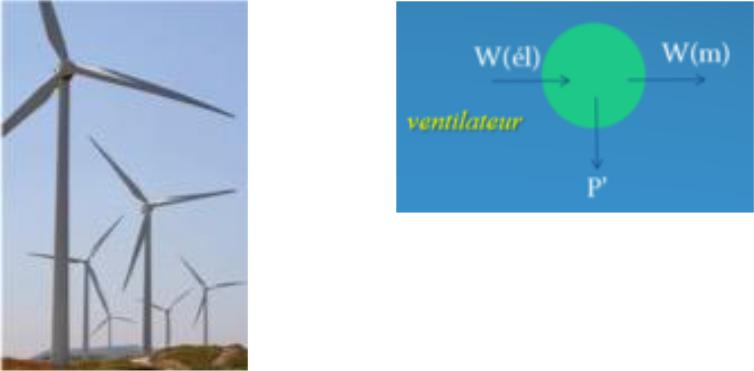 W(él)
W(m)
ventilateur
P'